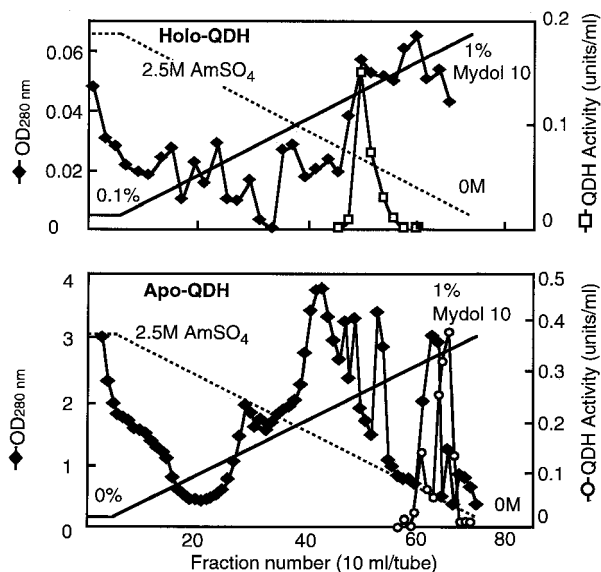 0.06
0.04
0.02
0
OD280 nm
Holo-QDH
2.5M AmSO4
0.1%
1%
Mydol 10
0M
0.2
0.1
0
QDH Activity (units/ml)
4
3
2
1
0
OD280 nm
Apo-QDH
2.5M AmSO4
0%
1%
Mydol 10
0M
0.5
0.4
0.3
0.2
0.1
0
QDH Activity (units/ml)
20
40
60
80
Fraction number (10 ml/tube)